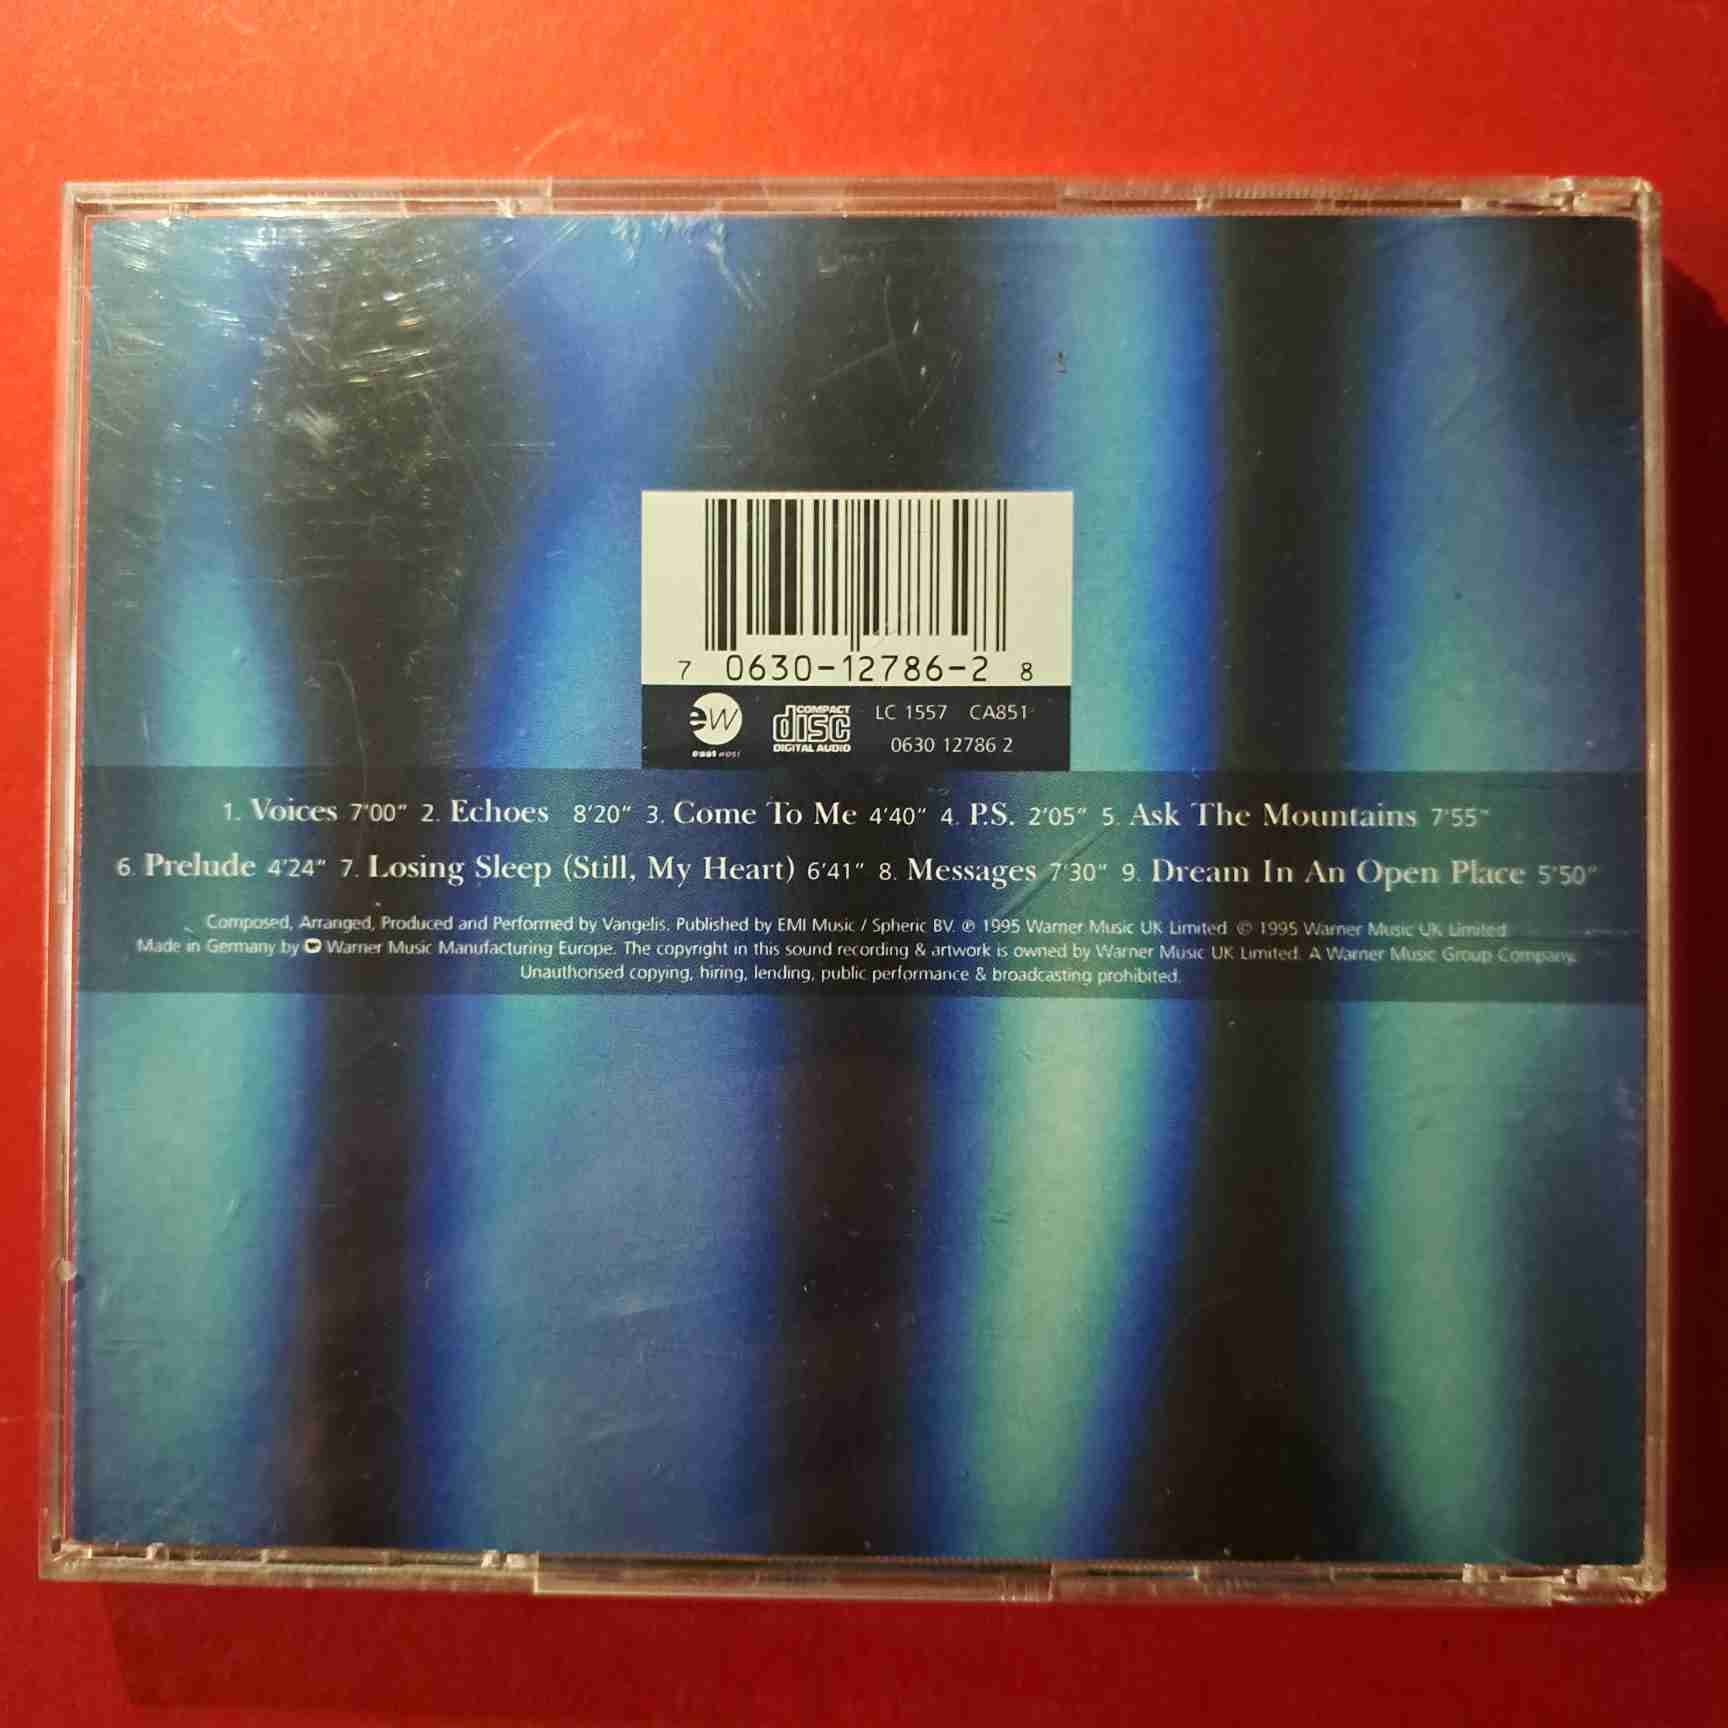 7 0630-12786-2 8
ew
east west
COMPACT
disc
DIGITAL AUDIO
LC 1557 CA851
0630 12786 2
1. Voices 7'00" 2. Echoes 8'20" 3. Come To Me 4'40" 4. P.S. 2'05" 5. Ask The Mountains 7'55"
6. Prelude 4'24" 7. Losing Sleep (Still, My Heart) 6'41" 8. Messages 7'30" 9. Dream In An Open Place 5'50"
Composed, Arranged, Produced and Performed by Vangelis. Published by EMI Music / Spheric BV. ℗ 1995 Warner Music UK Limited © 1995 Warner Music UK Limited
Made in Germany by Warner Music Manufacturing Europe. The copyright in this sound recording & artwork is owned by Warner Music UK Limited. A Warner Music Group Company.
Unauthorised copying, hiring, lending, public performance & broadcasting prohibited.